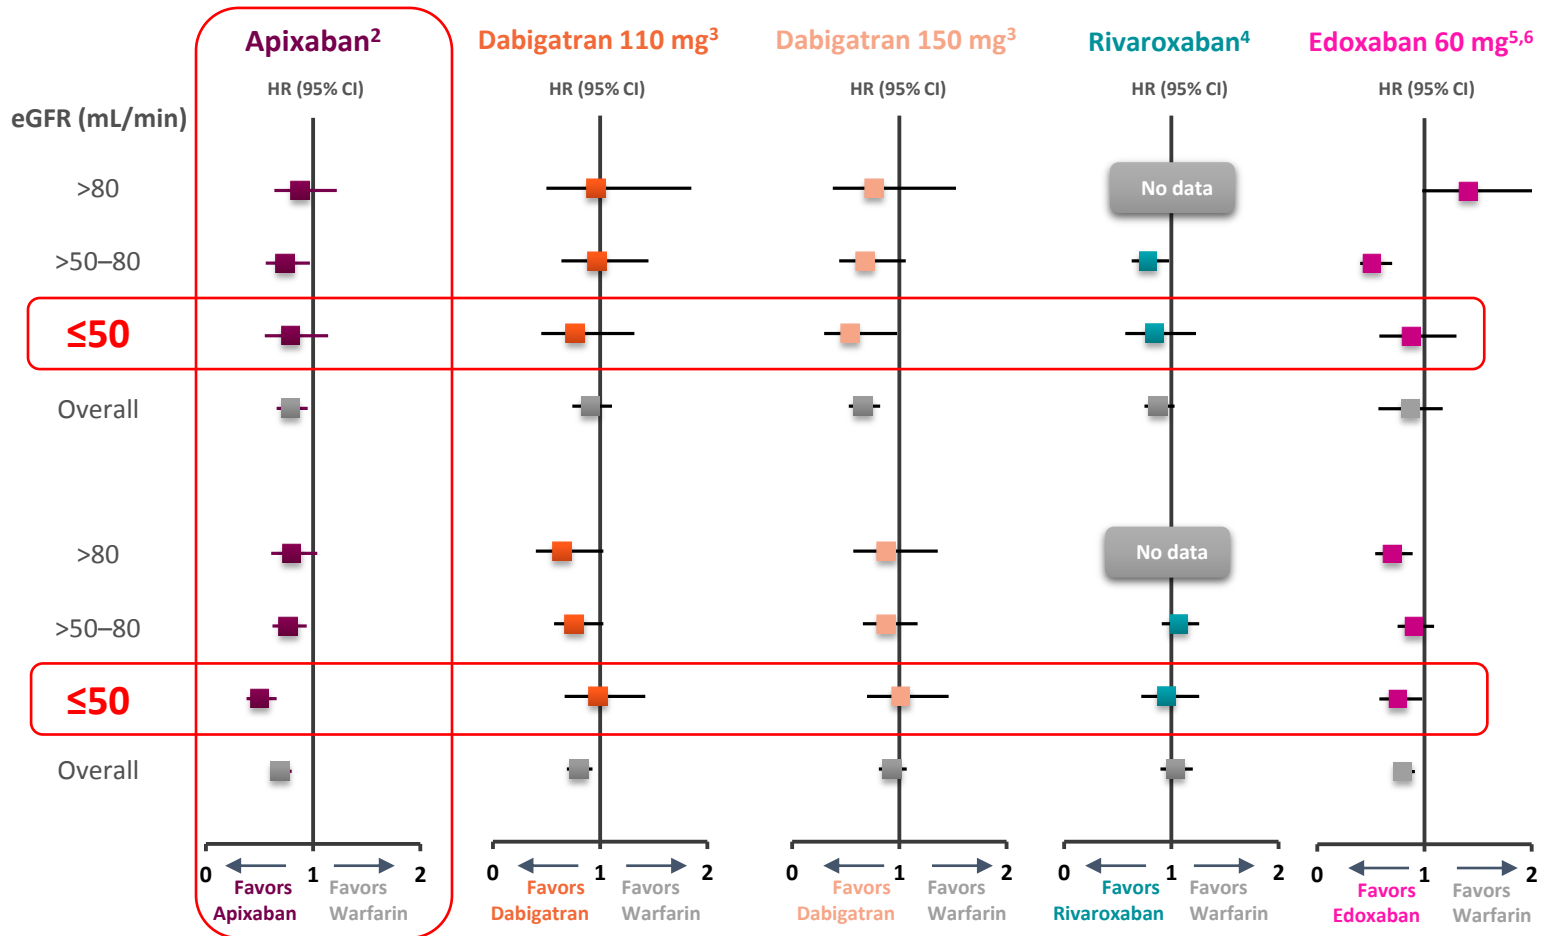 Apixaban2 Dabigatran 110 mg3 Dabigatran 150 mg3 Rivaroxaban4 Edoxaban 60 mg5,6
HR (95% CI) HR (95% CI) HR (95% CI) HR (95% CI) HR (95% CI)
eGFR (mL/min)
>80 No data
>50–80
≤50
Overall
>80 No data
>50–80
≤50
Overall
0 1 2 0 1 2 0 1 2 0 1 2 0 1 2
Favors Favors Favors Favors Favors Favors Favors Favors Favors Favors
Apixaban Warfarin Dabigatran Warfarin Dabigatran Warfarin Rivaroxaban Warfarin Edoxaban Warfarin